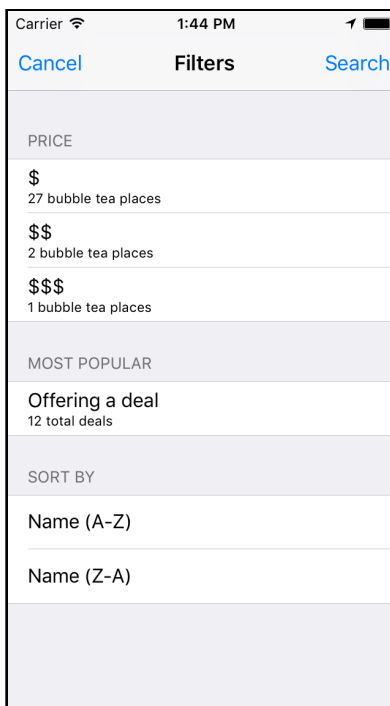 Carrier 1:44 PM
Cancel Filters Search
PRICE
$
27 bubble tea places
$$
2 bubble tea places
$$$
1 bubble tea places
MOST POPULAR
Offering a deal
12 total deals
SORT BY
Name (A-Z)
Name (Z-A)